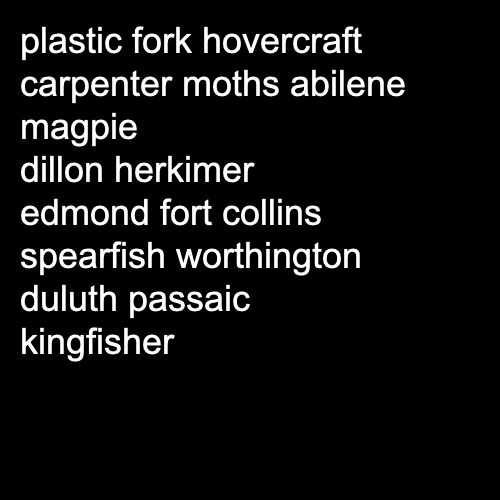 plastic fork hovercraft
carpenter moths abilene
magpie
dillon herkimer
edmond fort collins
spearfish worthington
duluth passaic
kingfisher